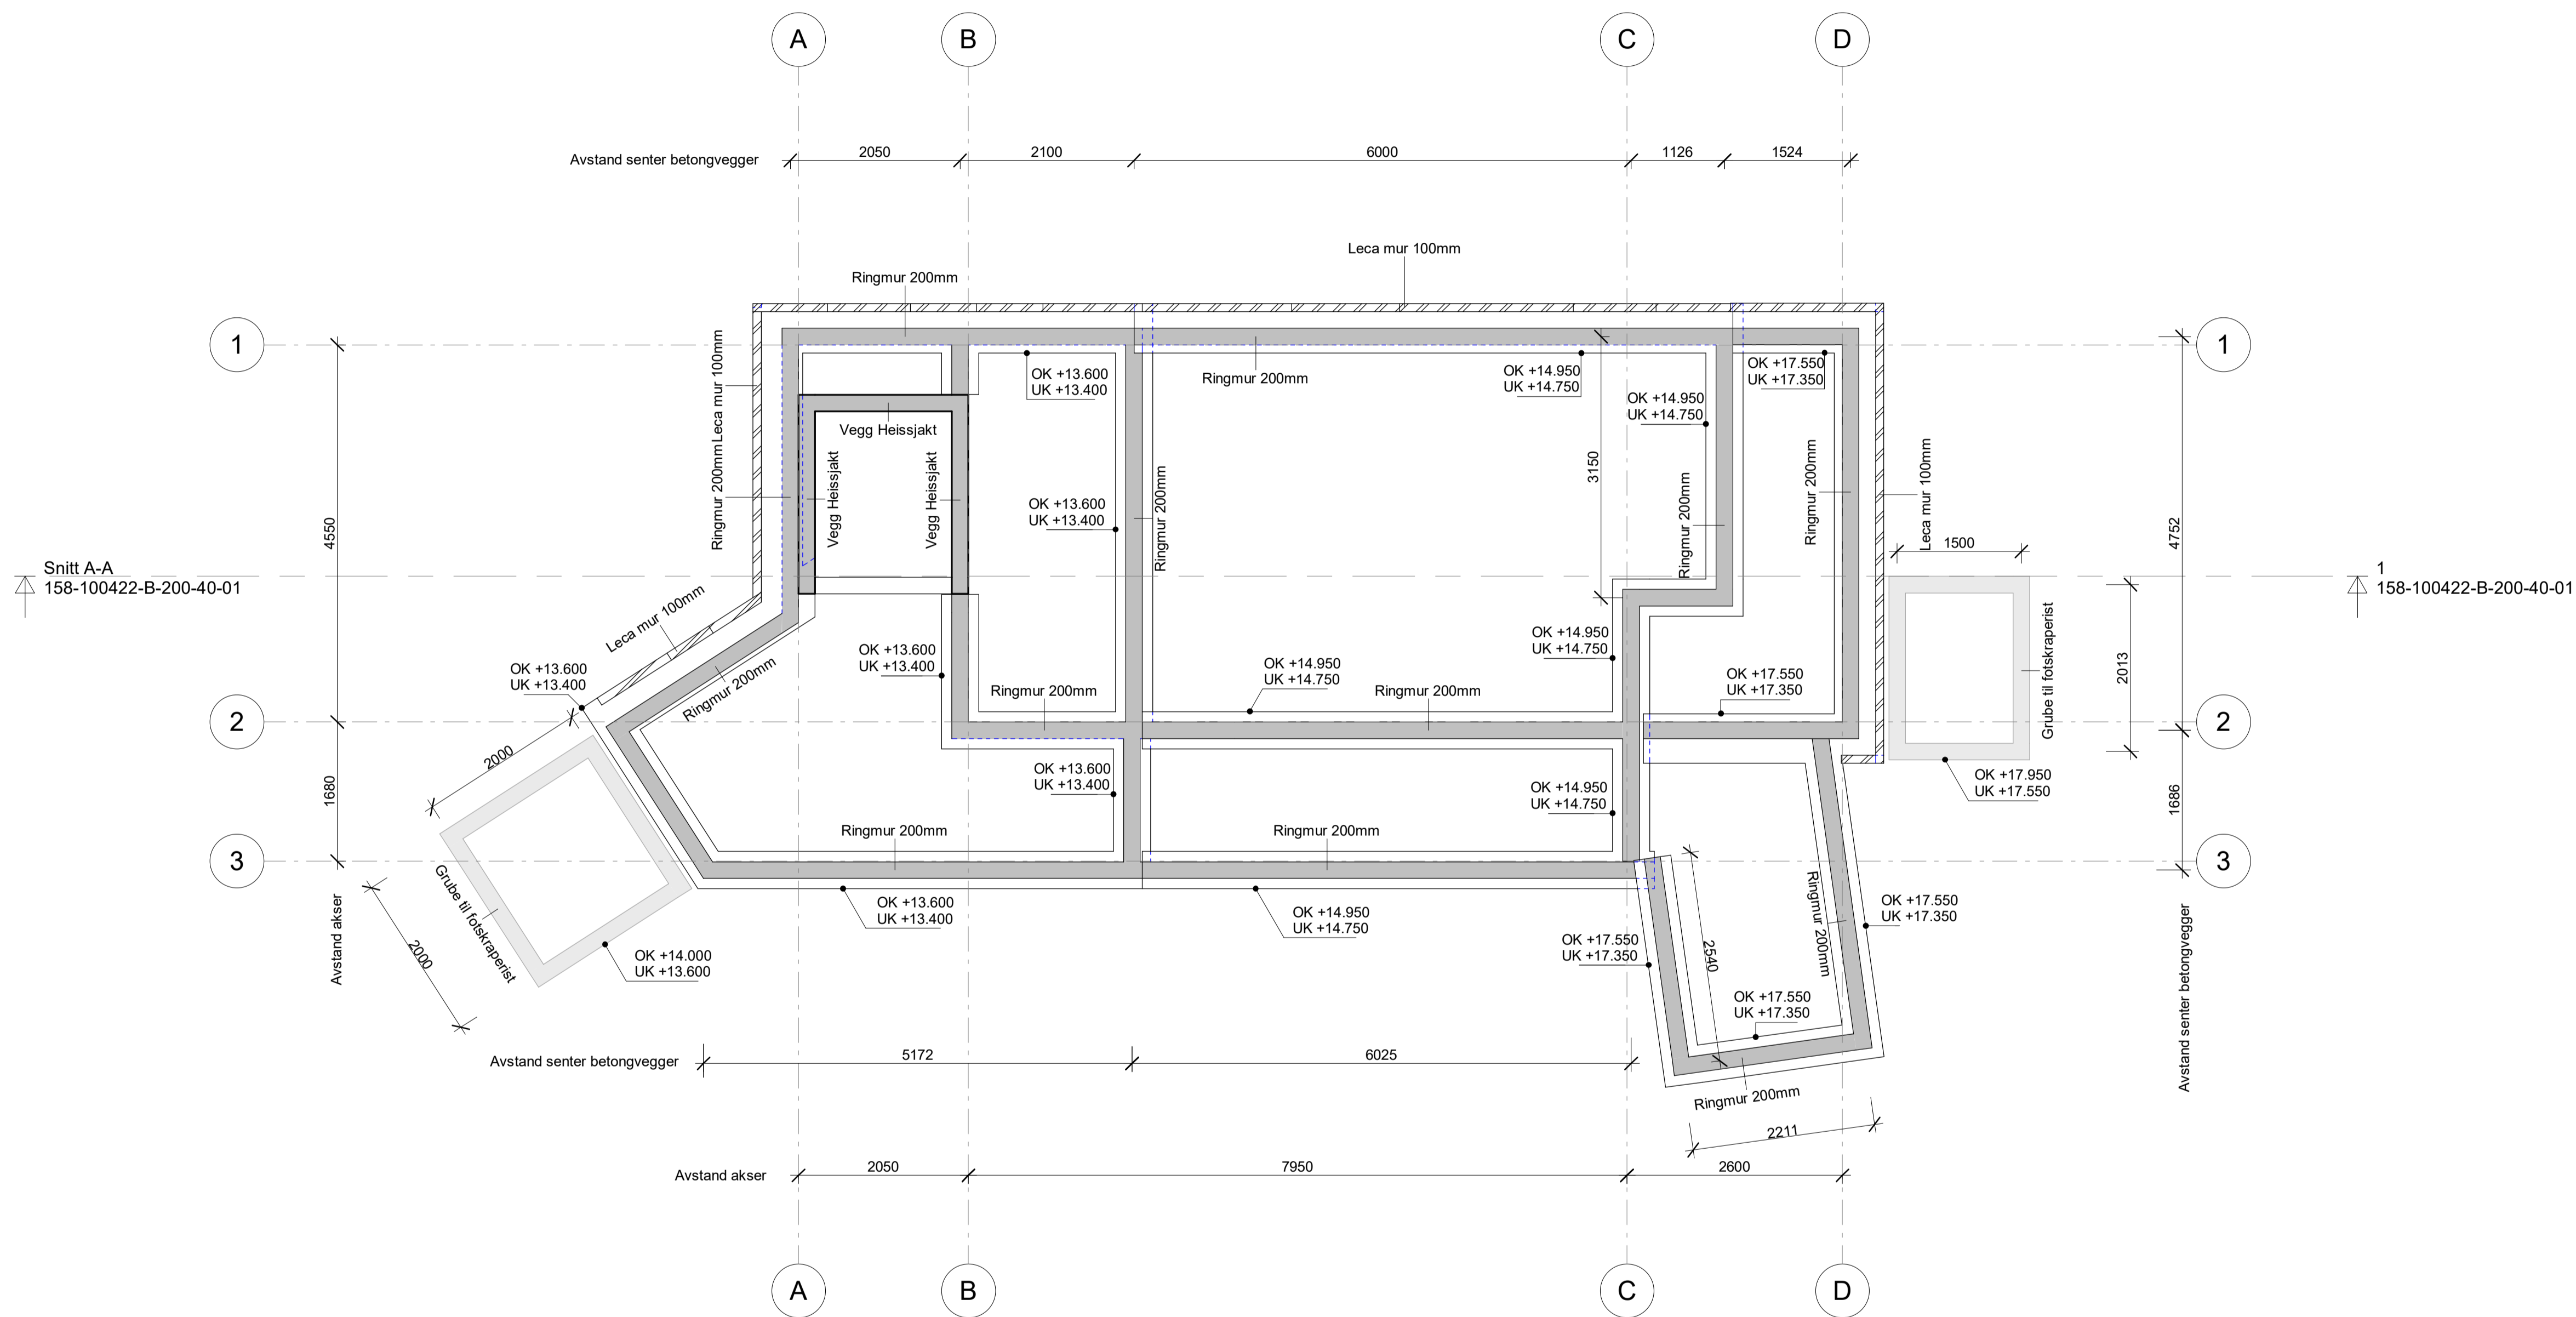 A
B
C
D
Avstand senter betongvegger
2050
2100
6000
1126
1524
Leca mur 100mm
Ringmur 200mm
1
1
Leca mur 100mm
Ringmur 200mm
OK +13.600
UK +13.400
Ringmur 200mm
OK +14.950
UK +14.750
OK +17.550
UK +17.350
OK +14.950
UK +14.750
Vegg Heissjakt
Vegg Heissjakt
Vegg Heissjakt
3150
Ringmur 200mm
Ringmur 200mm
Ringmur 200mm
Leca mur 100mm
OK +13.600
UK +13.400
4550
4752
1500
Snitt A-A
158-100422-B-200-40-01
1
158-100422-B-200-40-01
Leca mur 100mm
Grube til fotskraperist
2013
OK +13.600
UK +13.400
OK +13.600
UK +13.400
OK +14.950
UK +14.750
OK +14.950
UK +14.750
OK +17.550
UK +17.350
Ringmur 200mm
Ringmur 200mm
Ringmur 200mm
2
2
2000
OK +13.600
UK +13.400
OK +14.950
UK +14.750
OK +17.950
UK +17.550
1680
1686
Ringmur 200mm
Ringmur 200mm
3
3
Grube til fotskraperist
2000
Avstand akser
OK +13.600
UK +13.400
OK +14.950
UK +14.750
OK +17.550
UK +17.350
Ringmur 200mm
OK +17.550
UK +17.350
OK +14.000
UK +13.600
2540
OK +17.550
UK +17.350
Avstand senter betongvegger
Avstand senter betongvegger
5172
6025
Ringmur 200mm
2211
Avstand akser
2050
7950
2600
A
B
C
D